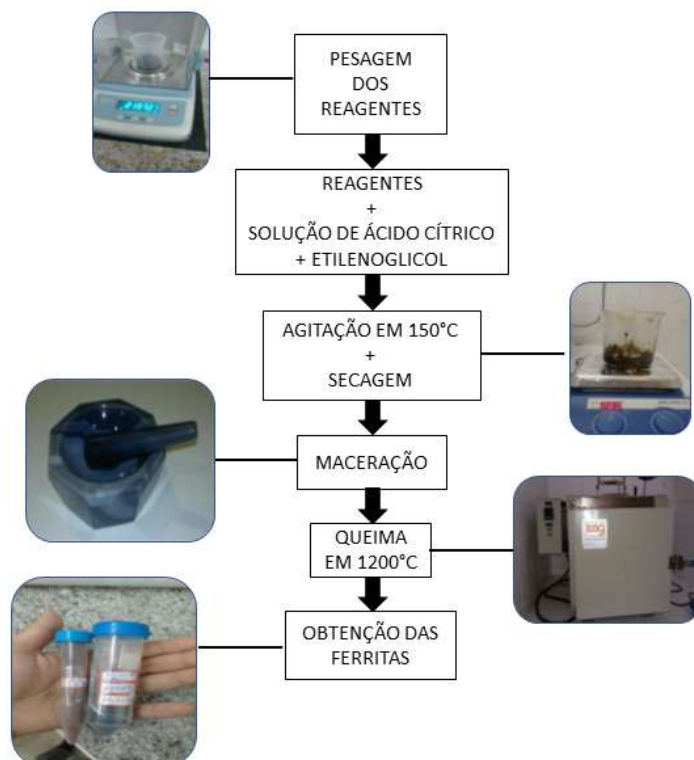 PESAGEM
DOS
REAGENTES
REAGENTES
+
SOLUÇÃO DE ÁCIDO CÍTRICO
+ ETILENOGLICOL
AGITAÇÃO EM 150°C
+
SECAGEM
MACERAÇÃO
QUEIMA
EM 1200°C
OBTENÇÃO DAS
FERRITAS